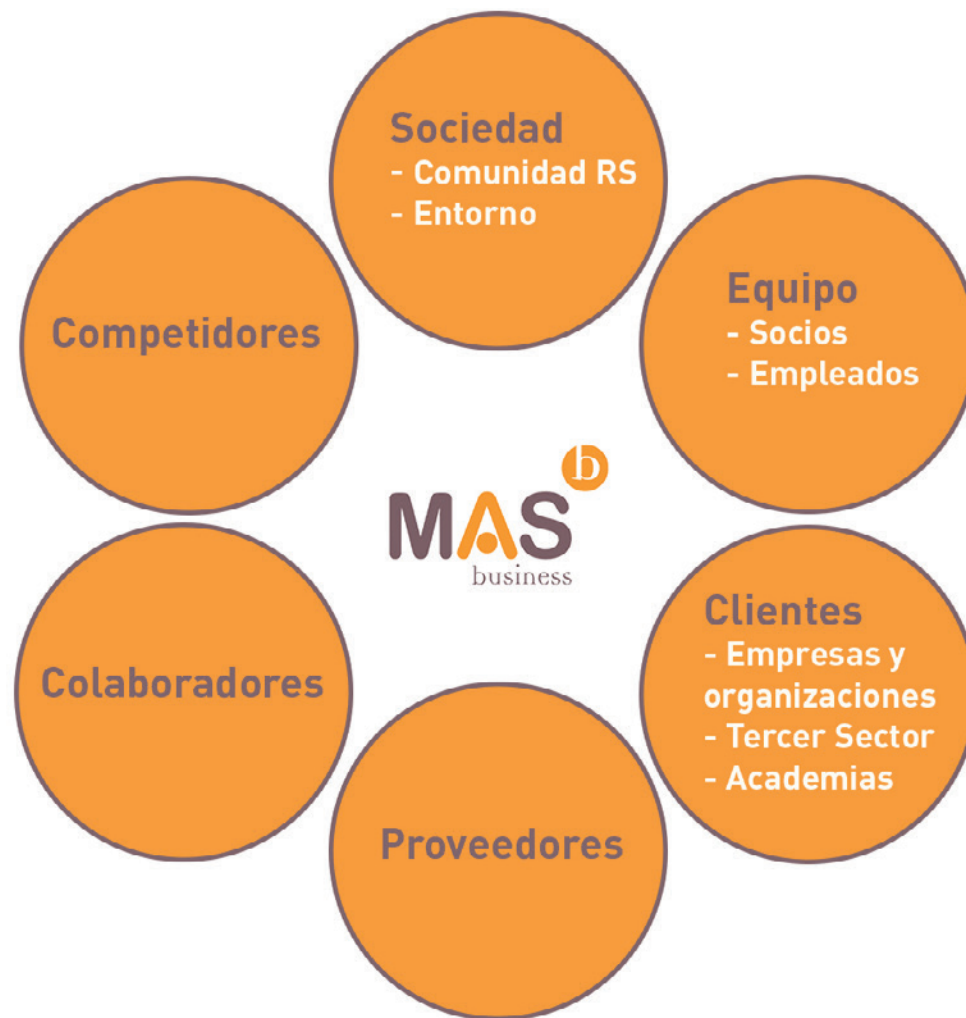 Sociedad
- Comunidad RS
- Entorno
Equipo
- Socios
- Empleados
Clientes
- Empresas y
organizaciones
- Tercer Sector
- Academias
Proveedores
Colaboradores
Competidores
b
MAS
business